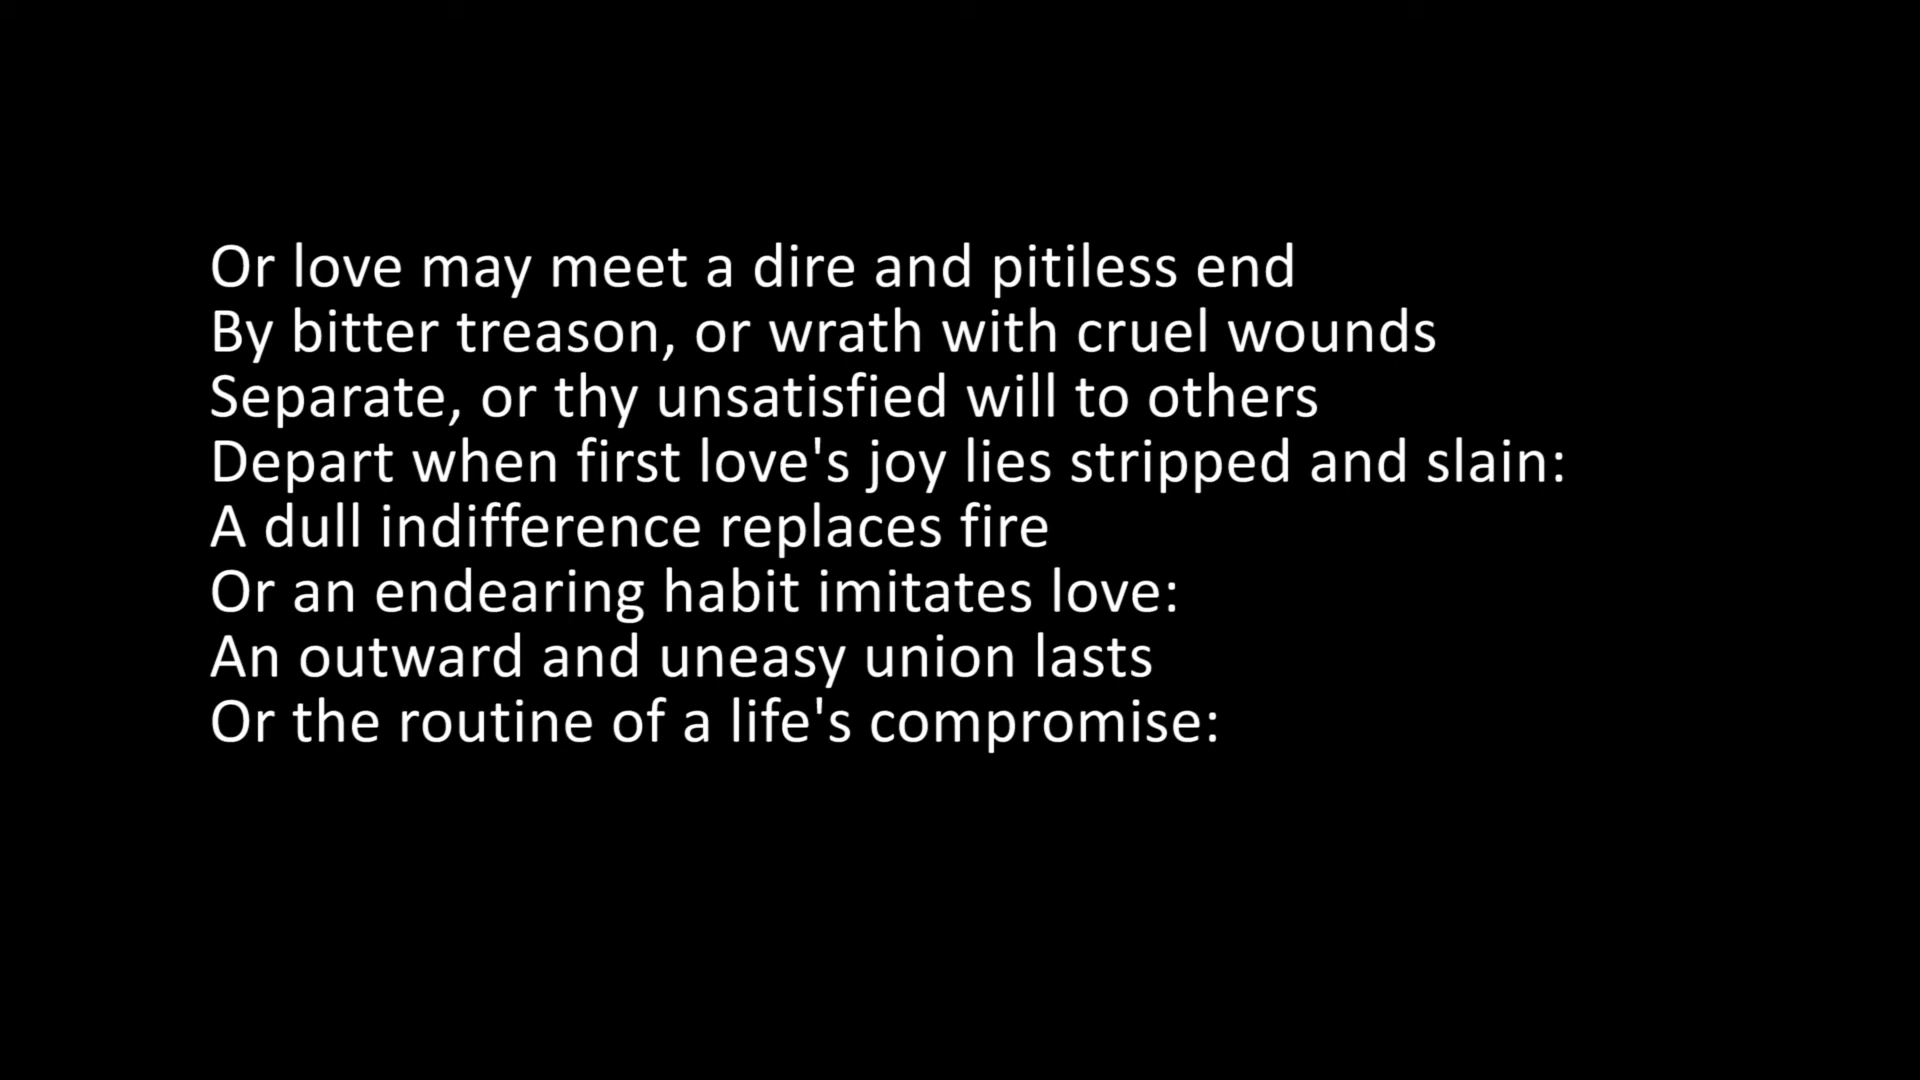 Or love may meet a dire and pitiless end
By bitter treason, or wrath with cruel wounds
Separate, or thy unsatisfied will to others
Depart when first love's joy lies stripped and slain:
A dull indifference replaces fire
Or an endearing habit imitates love:
An outward and uneasy union lasts
Or the routine of a life's compromise: